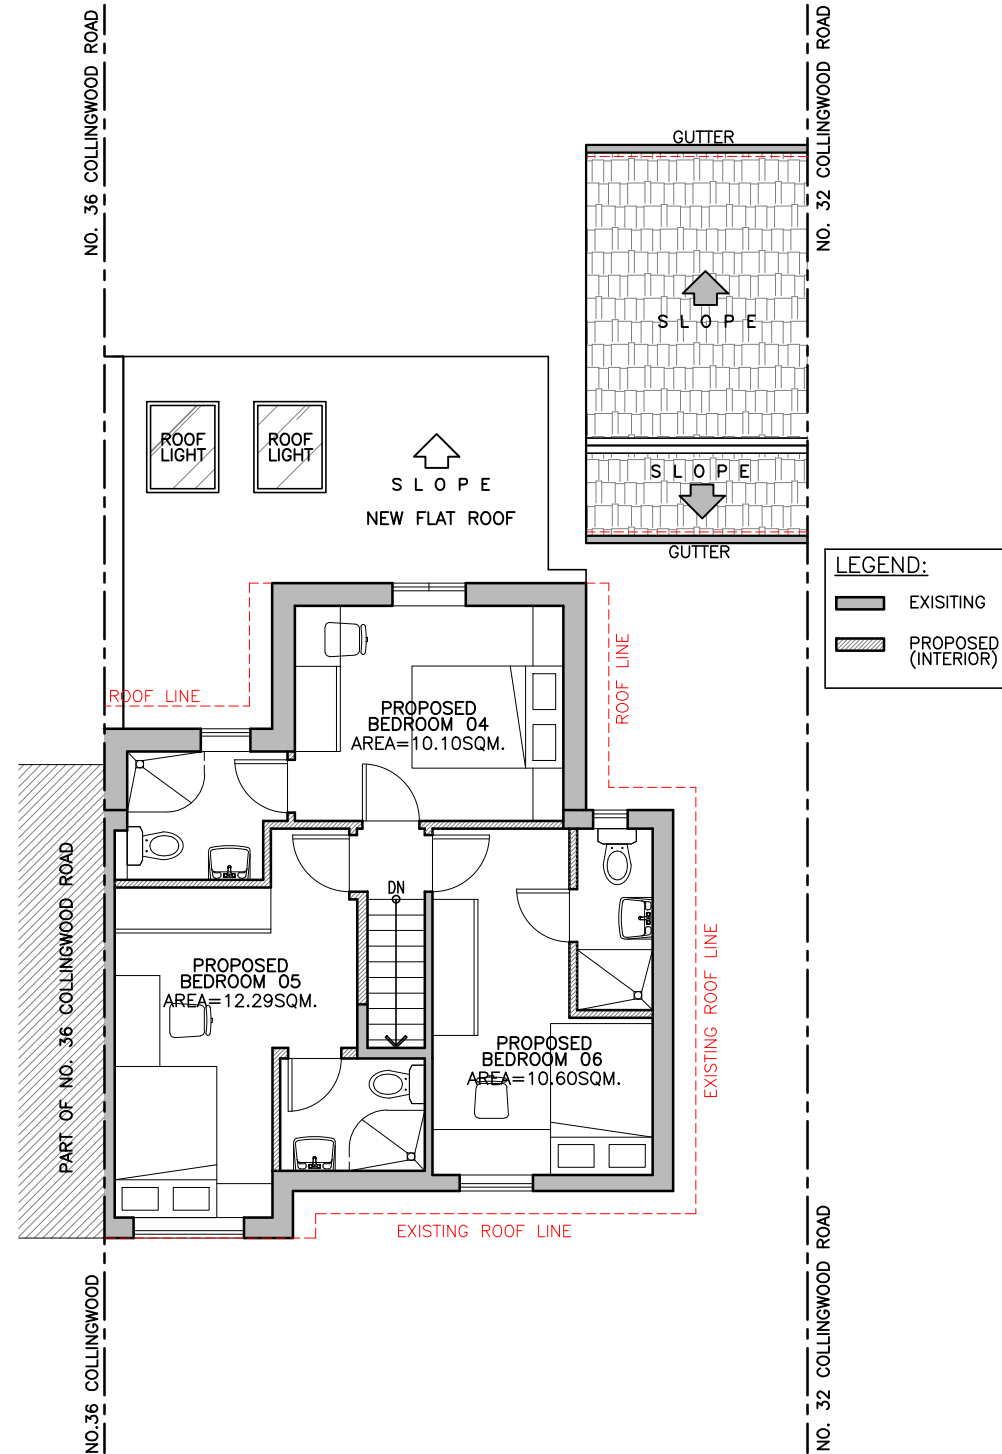 NO. 36 COLLINGWOOD ROAD
NO. 32 COLLINGWOOD ROAD
GUTTER
S L O P E
ROOF
LIGHT
ROOF
LIGHT
S L O P E
NEW FLAT ROOF
S L O P E
GUTTER
LEGEND:
EXISITING
PROPOSED
(INTERIOR)
ROOF LINE
ROOF LINE
PROPOSED
BEDROOM 04
AREA=10.10SQM.
PART OF NO. 36 COLLINGWOOD ROAD
DN
PROPOSED
BEDROOM 05
AREA=12.29SQM.
PROPOSED
BEDROOM 06
AREA=10.60SQM.
EXISTING ROOF LINE
EXISTING ROOF LINE
NO.36 COLLINGWOOD
NO. 32 COLLINGWOOD ROAD